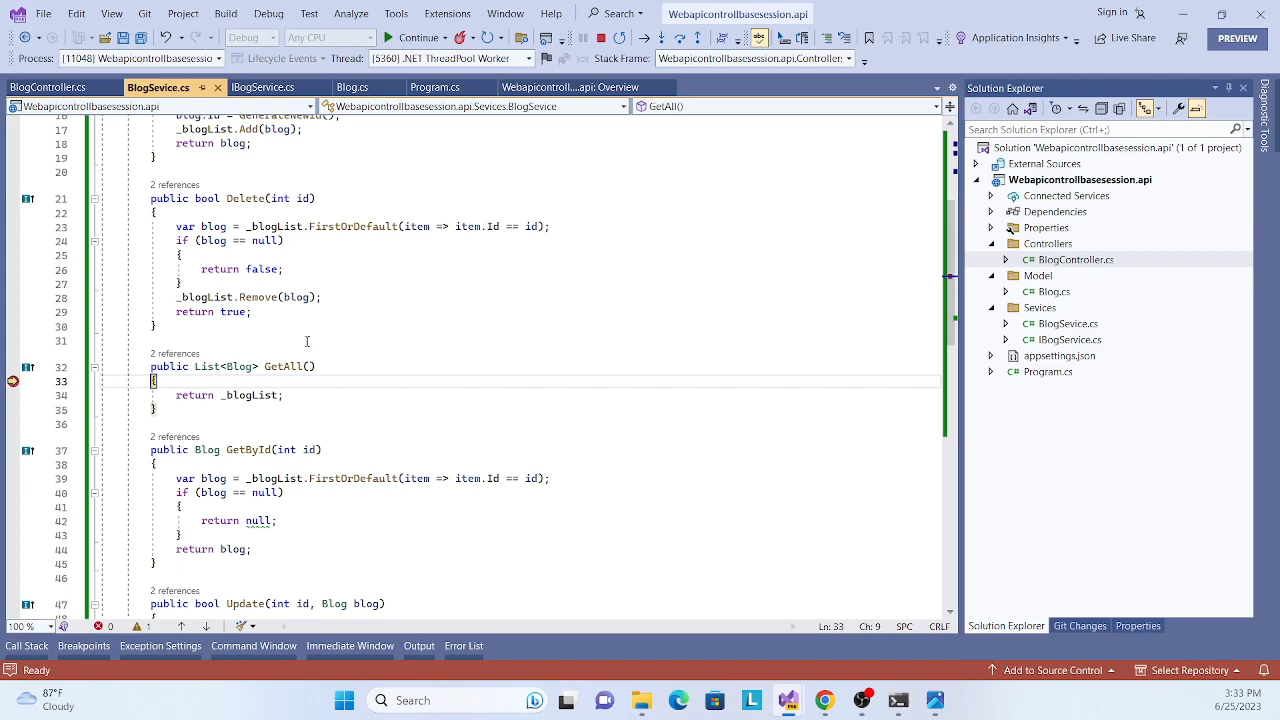 File Edit View Git Project Build Debug Test Analyze Tools Extensions Window Help Search Webapicontrollbasesession.api Sign in
Debug Any CPU Continue Application Insights Live Share PREVIEW
Process: [11048] Webapicontrollbasesessio Lifecycle Events Thread: [5360] .NET ThreadPool Worker Stack Frame: Webapicontrollbasesession.api.Controller:
BlogController.cs BlogSevice.cs IBlogService.cs Blog.cs Program.cs Webapicontroll....api: Overview
Webapicontrollbasesession.api Webapicontrollbasesession.api.Sevices.BlogSevice GetAll()
16 blog.Id = GenerateNewId();
17 _blogList.Add(blog);
18 return blog;
19 }
20
2 references
21 public bool Delete(int id)
22 {
23 var blog = _blogList.FirstOrDefault(item => item.Id == id);
24 if (blog == null)
25 {
26 return false;
27 }
28 _blogList.Remove(blog);
29 return true;
30 }
31
2 references
32 public List<Blog> GetAll()
33 {
34 return _blogList;
35 }
36
2 references
37 public Blog GetById(int id)
38 {
39 var blog = _blogList.FirstOrDefault(item => item.Id == id);
40 if (blog == null)
41 {
42 return null;
43 }
44 return blog;
45 }
46
2 references
47 public bool Update(int id, Blog blog)
48 {
100 % 0 1 Ln: 33 Ch: 9 SPC CRLF
Call Stack Breakpoints Exception Settings Command Window Immediate Window Output Error List
Solution Explorer
Search Solution Explorer (Ctrl+;)
Solution 'Webapicontrollbasesession.api' (1 of 1 project)
External Sources
Webapicontrollbasesession.api
Connected Services
Dependencies
Properties
Controllers
C# BlogController.cs
Model
C# Blog.cs
Sevices
C# BlogSevice.cs
C# IBlogService.cs
appsettings.json
C# Program.cs
Solution Explorer Git Changes Properties
Diagnostic Tools
Ready Add to Source Control Select Repository
87°F
Cloudy
Search
3:33 PM
6/25/2023